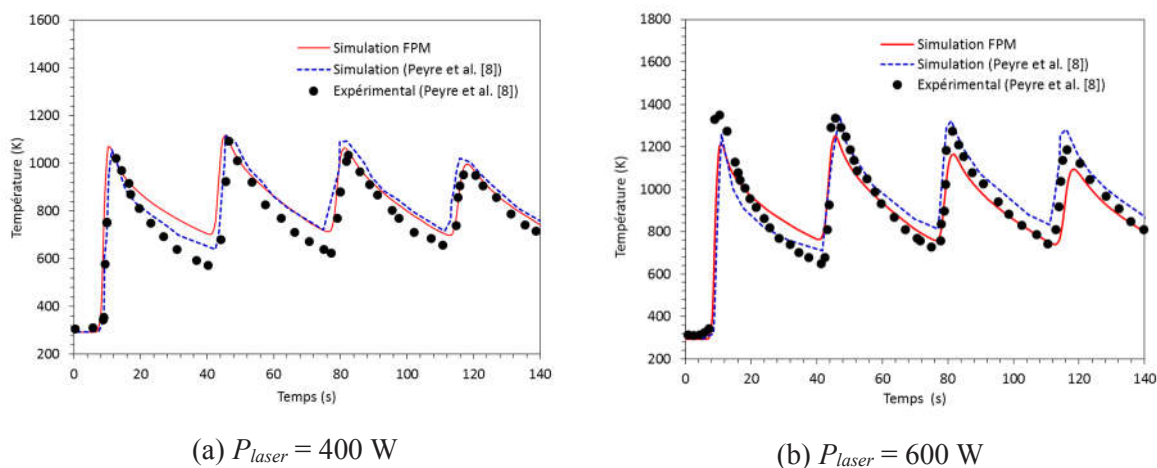 1600
1400
1200
1000
800
600
400
200
Température (K)
Simulation FPM
Simulation (Peyre et al. [8])
Expérimental (Peyre et al. [8])
0 20 40 60 80 100 120 140
Temps (s)
(a) P_laser = 400 W
1800
1600
1400
1200
1000
800
600
400
200
Température (K)
Simulation FPM
Simulation (Peyre et al. [8])
Expérimental (Peyre et al. [8])
0 20 40 60 80 100 120 140
Temps (s)
(b) P_laser = 600 W